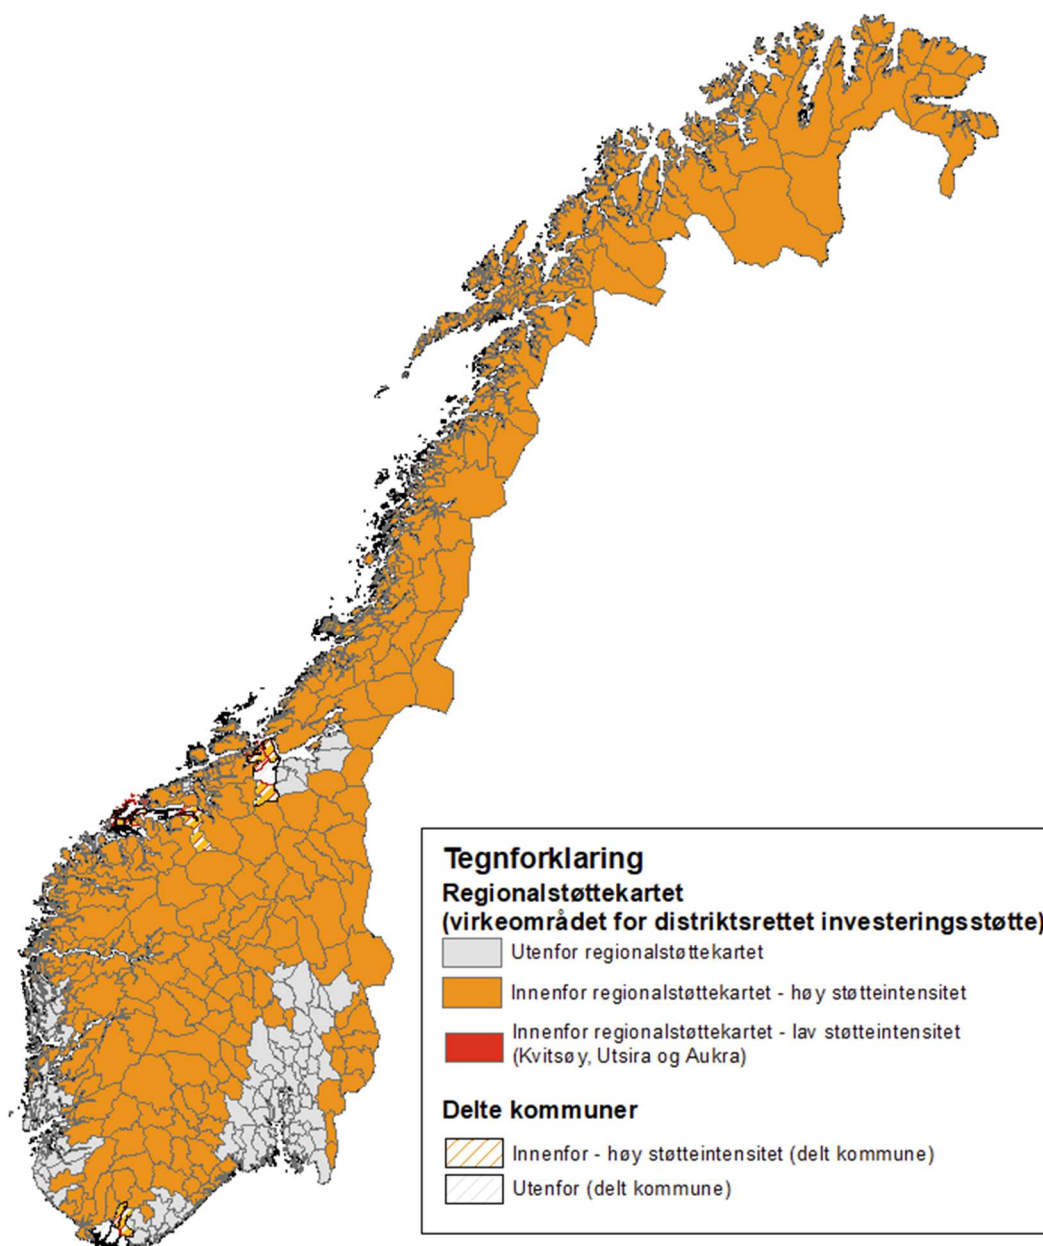 Tegnforklaring
Regionalstøttekartet
(virkeområdet for distriktsrettet investeringsstøtte)
Utenfor regionalstøttekartet
Innenfor regionalstøttekartet - høy støtteintensitet
Innenfor regionalstøttekartet - lav støtteintensitet
(Kvitsøy, Utsira og Aukra)
Delte kommuner
Innenfor - høy støtteintensitet (delt kommune)
Utenfor (delt kommune)